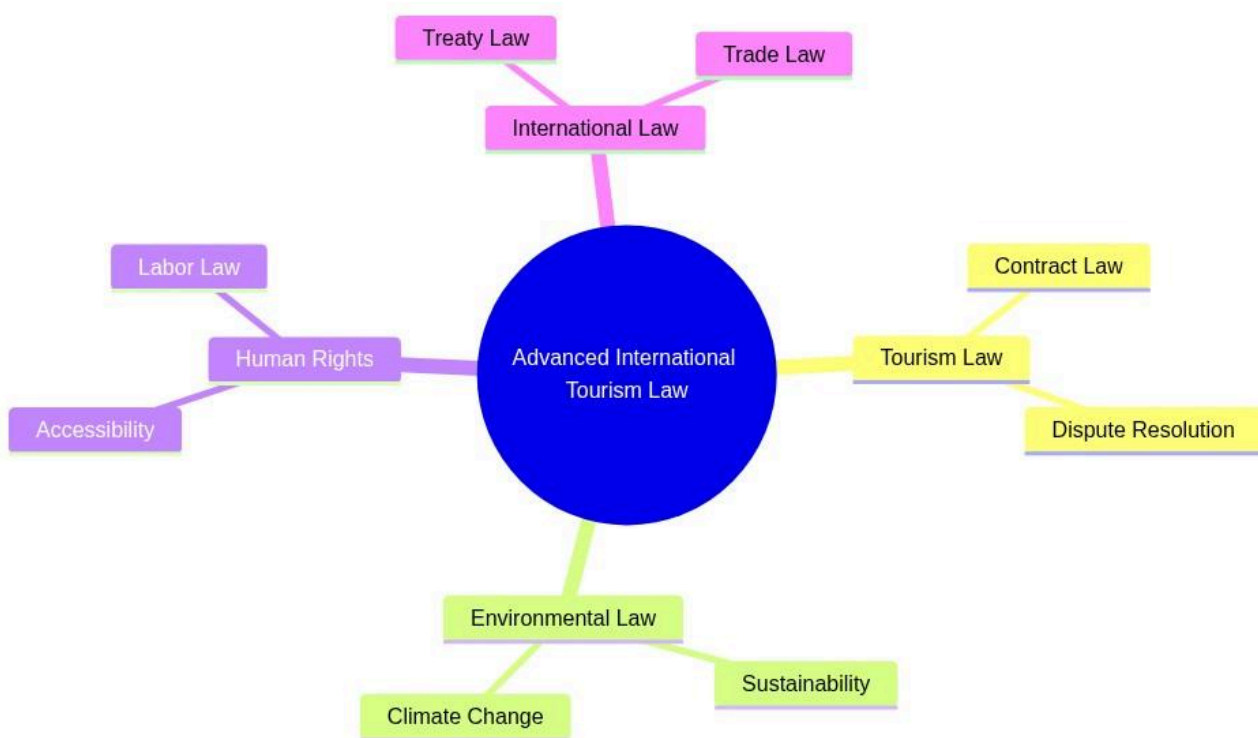 Treaty Law
Trade Law
International Law
Labor Law
Contract Law
Human Rights
Advanced International
Tourism Law
Tourism Law
Accessibility
Dispute Resolution
Environmental Law
Sustainability
Climate Change